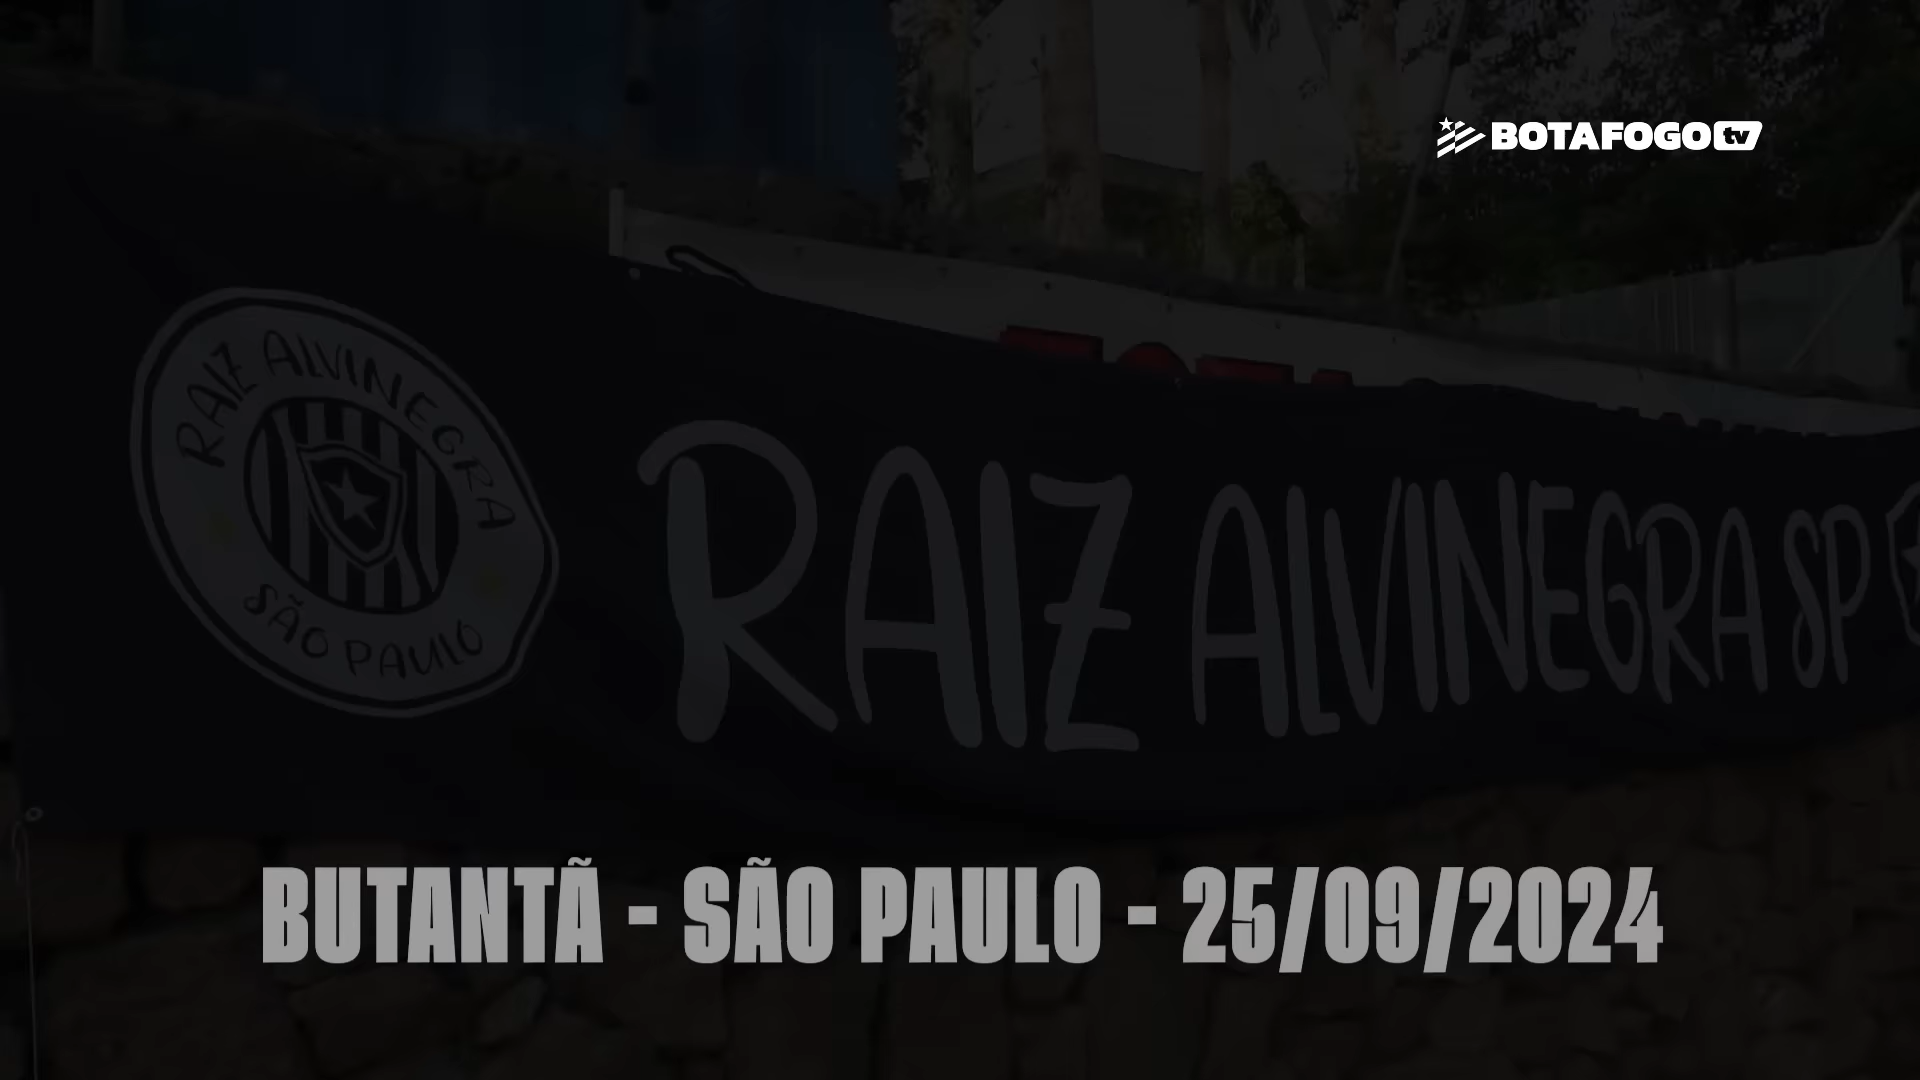 BOTAFOGO tv
RAIZ ALVINEGRA
SÃO PAULO
RAIZ ALVINEGRA SP
BUTANTÃ - SÃO PAULO - 25/09/2024